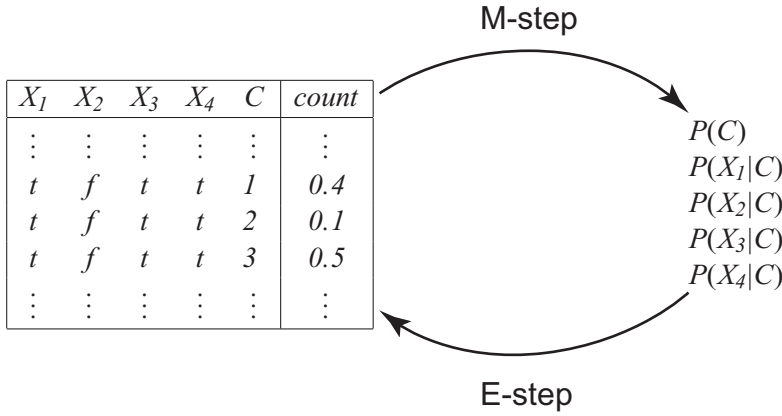 M-step
X1 X2 X3 X4 C count
⋮ ⋮ ⋮ ⋮ ⋮ ⋮
t f t t 1 0.4
t f t t 2 0.1
t f t t 3 0.5
⋮ ⋮ ⋮ ⋮ ⋮ ⋮
P(C)
P(X1|C)
P(X2|C)
P(X3|C)
P(X4|C)
E-step